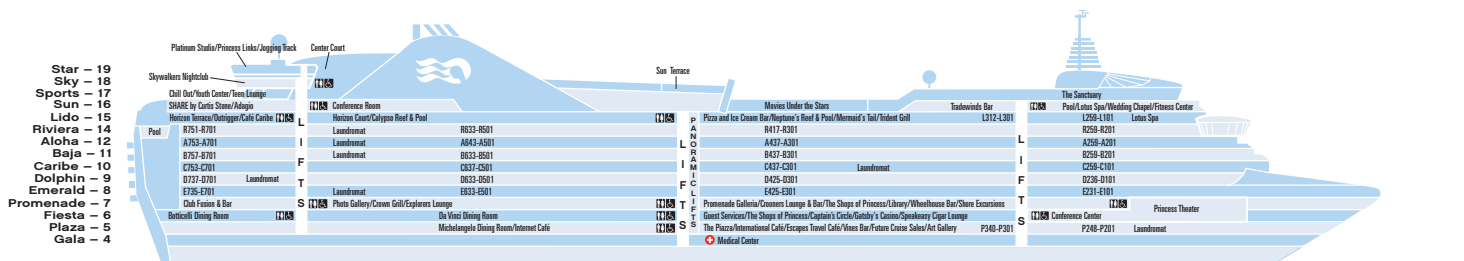 Platinum Studio/Princess Links/Jogging Track Center Court
Star – 19
Skywalkers Nightclub Sun Terrace
Sky – 18
Sports – 17 Chill Out/Youth Center/Teen Lounge The Sanctuary
Sun – 16 SHARE by Curtis Stone/Adagio Conference Room Movies Under the Stars Tradewinds Bar Pool/Lotus Spa/Wedding Chapel/Fitness Center
Lido – 15 Horizon Terrace/Outrigger/Café Caribe Horizon Court/Calypso Reef & Pool Pizza and Ice Cream Bar/Neptune's Reef & Pool/Mermaid's Tail/Trident Grill L312-L301 L259-L101 Lotus Spa
Riviera – 14 Pool R751-R701 Laundromat R633-R501 R417-R301 R259-R201
Aloha – 12 A753-A701 Laundromat A643-A501 A437-A301 A259-A201
Baja – 11 B757-B701 Laundromat B633-B501 B437-B301 B259-B201
Caribe – 10 C753-C701 C637-C501 C437-C301 Laundromat C259-C101
Dolphin – 9 D737-D701 Laundromat D633-D501 D425-D301 D236-D101
Emerald – 8 E735-E701 Laundromat E633-E501 E425-E301 E231-E101
Promenade – 7 Club Fusion & Bar Photo Gallery/Crown Grill/Explorers Lounge Promenade Galleria/Crooners Lounge & Bar/The Shops of Princess/Library/Wheelhouse Bar/Shore Excursions Princess Theater
Fiesta – 6 Botticelli Dining Room Da Vinci Dining Room Guest Services/The Shops of Princess/Captain's Circle/Gatsby's Casino/Speakeasy Cigar Lounge Conference Center
Plaza – 5 Michelangelo Dining Room/Internet Café The Piazza/International Café/Escapes Travel Café/Vines Bar/Future Cruise Sales/Art Gallery P340-P301 P248-P201 Laundromat
Gala – 4 Medical Center
LIFTS
LIFTS
PANORAMIC LIFTS
LIFTS